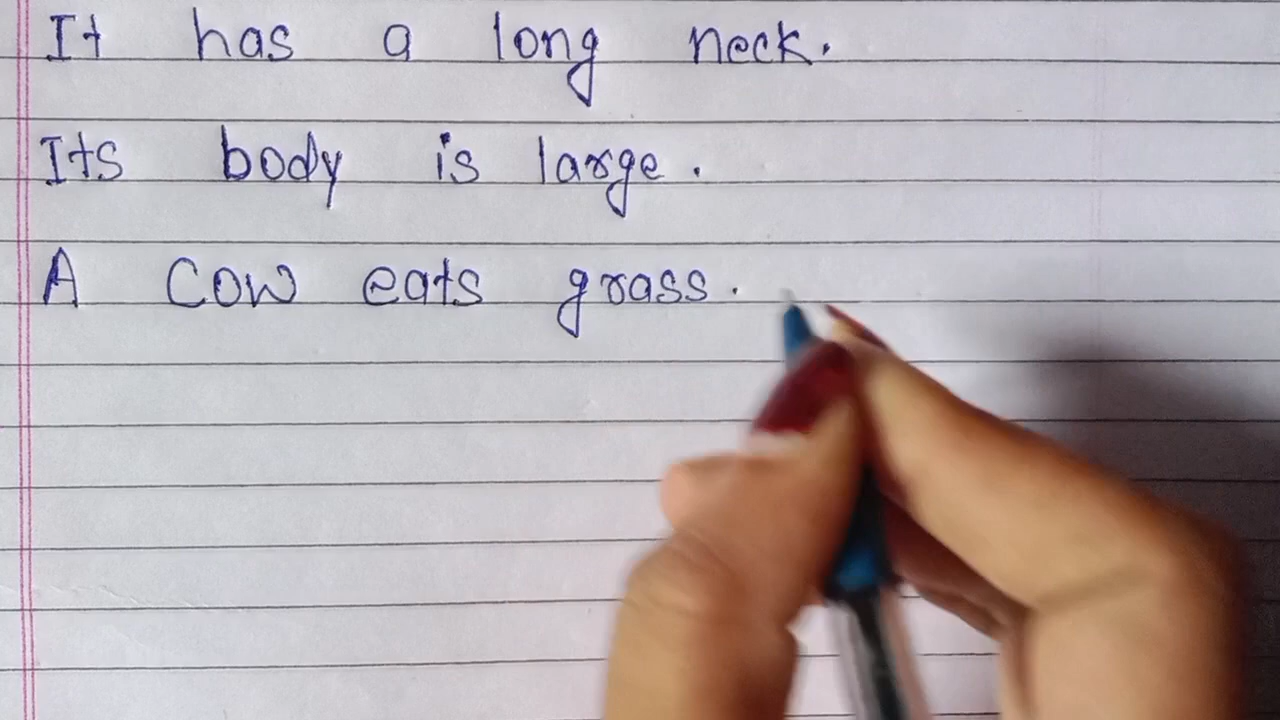 It has a long neck.
Its body is large.
A Cow eats grass.